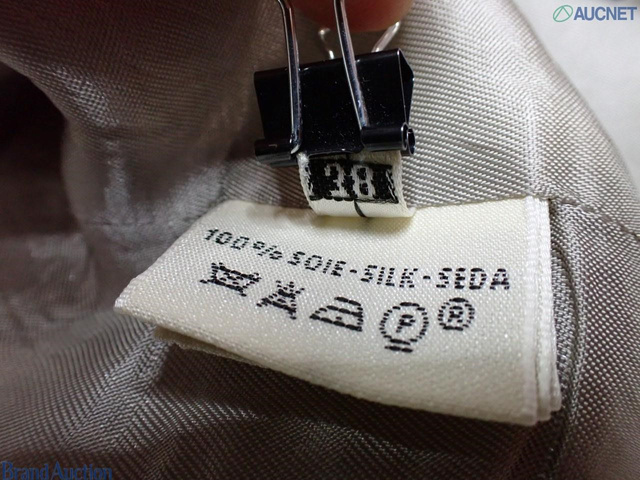 AUCNET
38
100% SOIE-SILK-SEDA
P R
Brand Auction